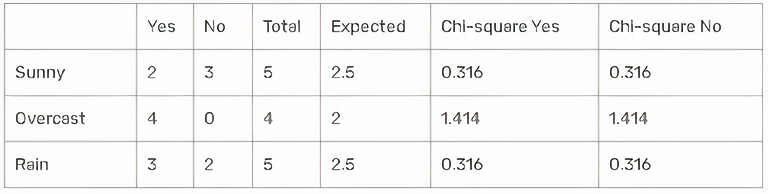 Yes No Total Expected Chi-square Yes Chi-square No
Sunny 2 3 5 2.5 0.316 0.316
Overcast 4 0 4 2 1.414 1.414
Rain 3 2 5 2.5 0.316 0.316